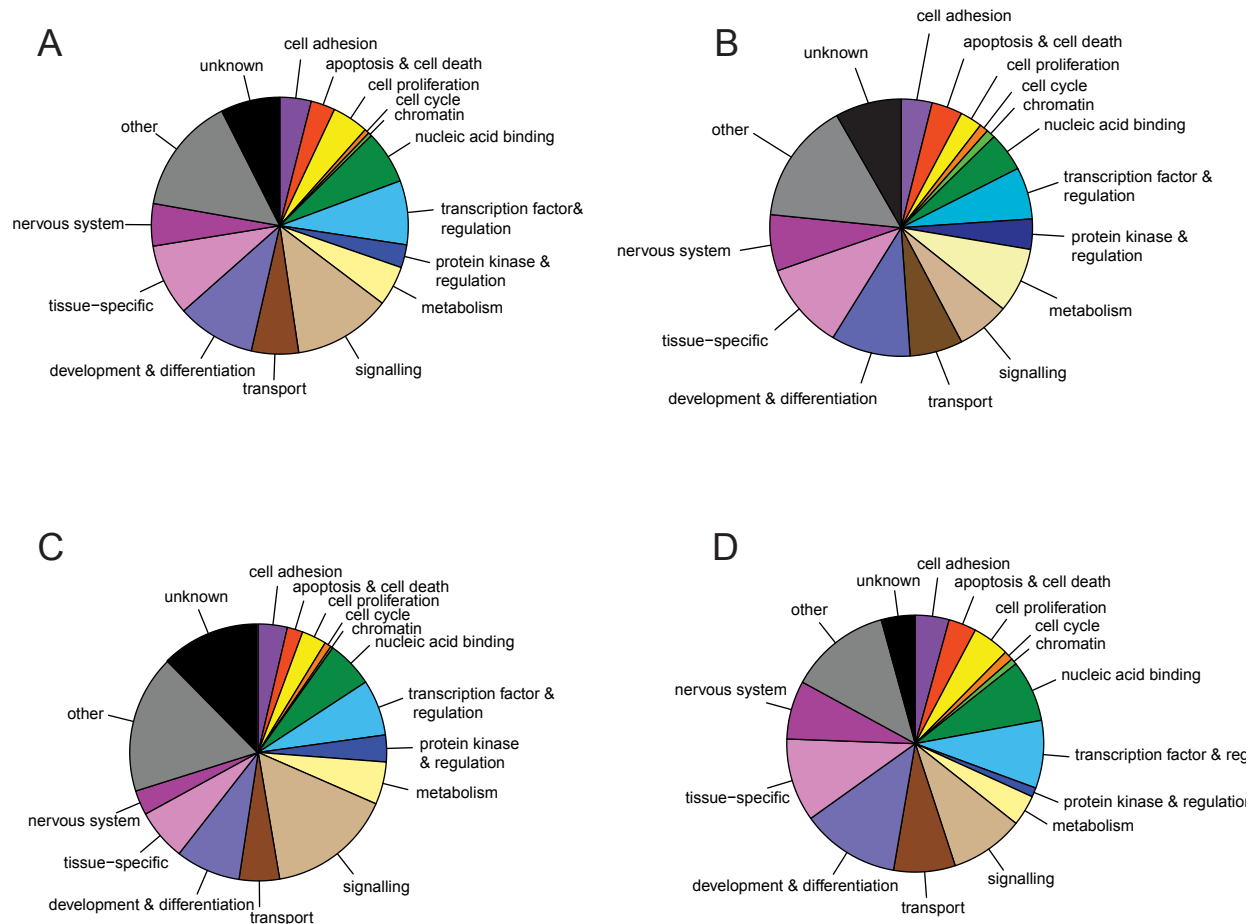 A
cell adhesion
apoptosis & cell death
cell proliferation
cell cycle
chromatin
nucleic acid binding
transcription factor&
regulation
protein kinase &
regulation
metabolism
signalling
transport
development & differentiation
tissue−specific
nervous system
other
unknown
B
cell adhesion
apoptosis & cell death
cell proliferation
cell cycle
chromatin
nucleic acid binding
transcription factor &
regulation
protein kinase &
regulation
metabolism
signalling
transport
development & differentiation
tissue−specific
nervous system
other
unknown
C
cell adhesion
apoptosis & cell death
cell proliferation
cell cycle
chromatin
nucleic acid binding
transcription factor &
regulation
protein kinase
& regulation
metabolism
signalling
transport
development & differentiation
tissue−specific
nervous system
other
unknown
D
cell adhesion
apoptosis & cell death
cell proliferation
cell cycle
chromatin
nucleic acid binding
transcription factor & reg
protein kinase & regulation
metabolism
signalling
transport
development & differentiation
tissue−specific
nervous system
other
unknown